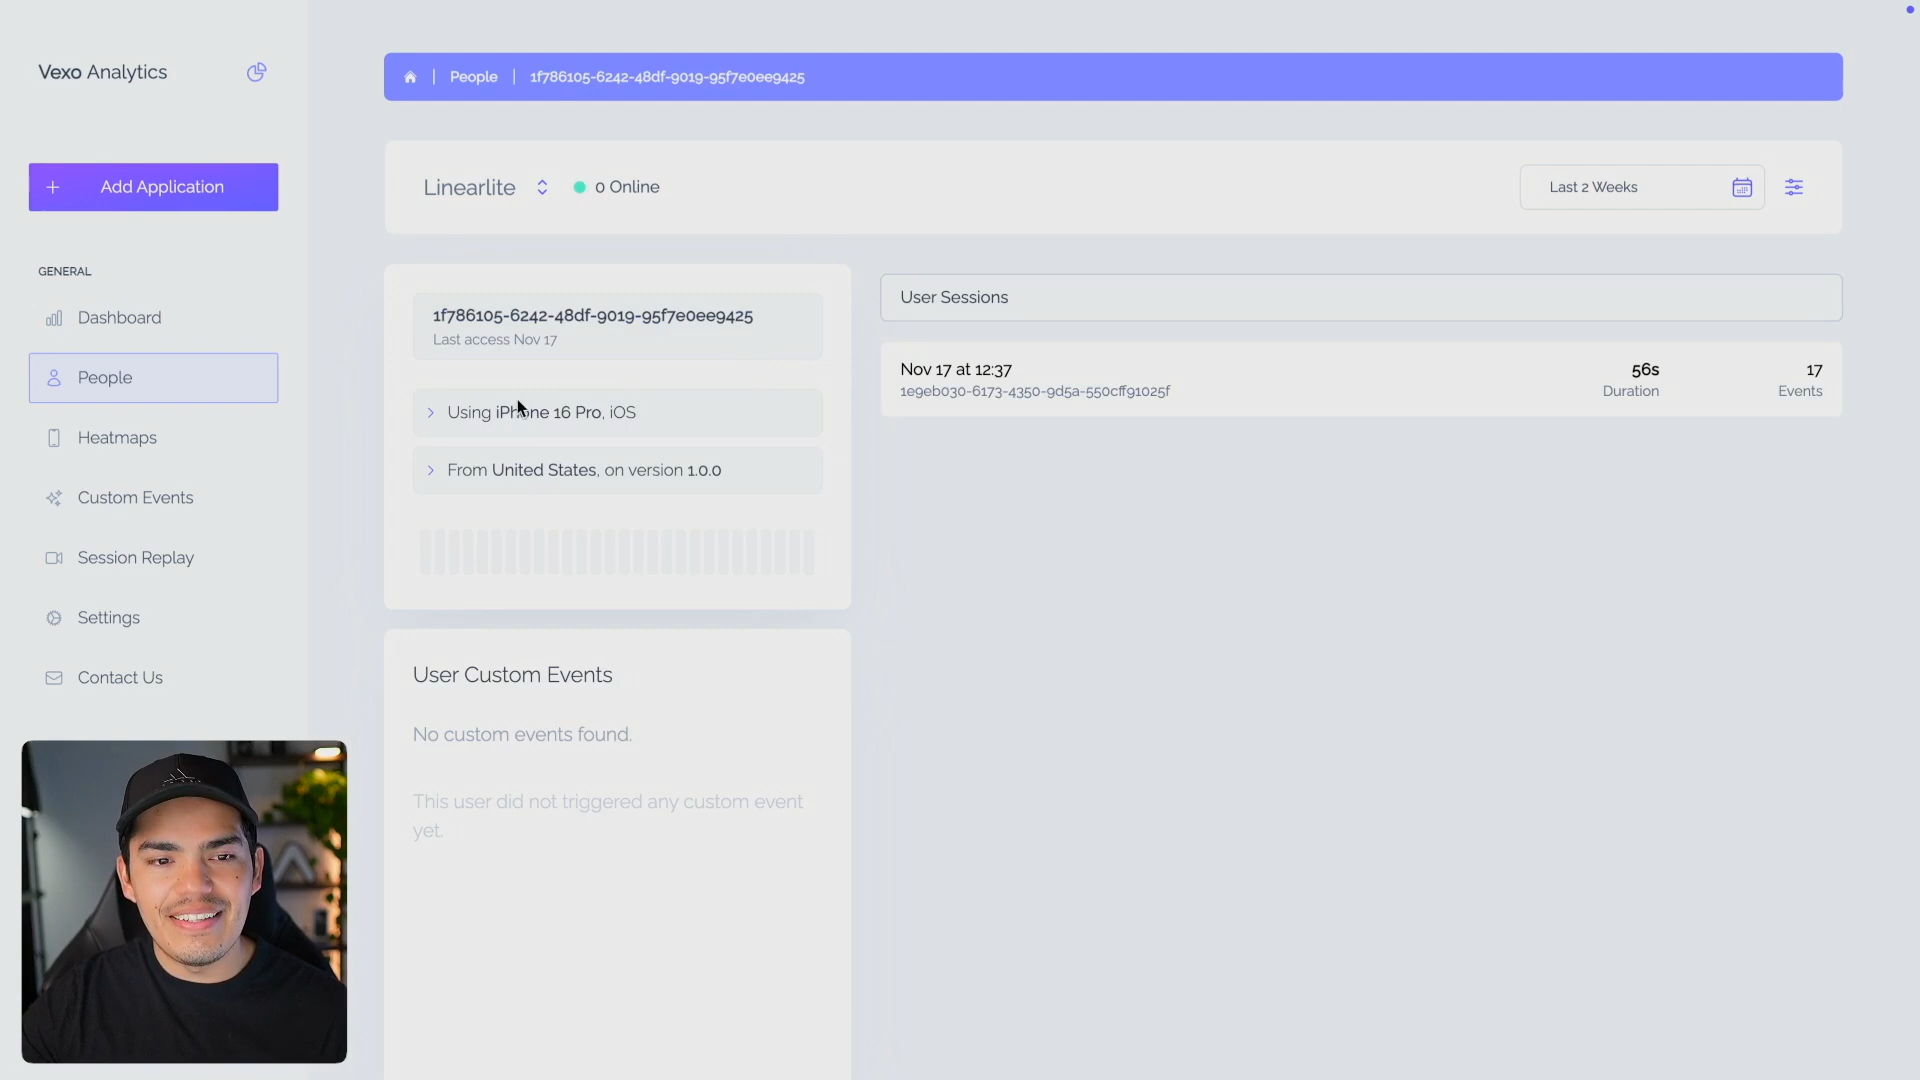 Vexo Analytics
Add Application
GENERAL
Dashboard
People
Heatmaps
Custom Events
Session Replay
Settings
Contact Us
People
1f786105-6242-48df-9019-95f7e0ee9425
Linearlite
0 Online
Last 2 Weeks
1f786105-6242-48df-9019-95f7e0ee9425
Last access Nov 17
Using iPhone 16 Pro, iOS
From United States, on version 1.0.0
User Custom Events
No custom events found.
This user did not triggered any custom event
yet.
User Sessions
Nov 17 at 12:37
1e9eb030-6173-4350-9d5a-550cff91025f
56s
Duration
17
Events